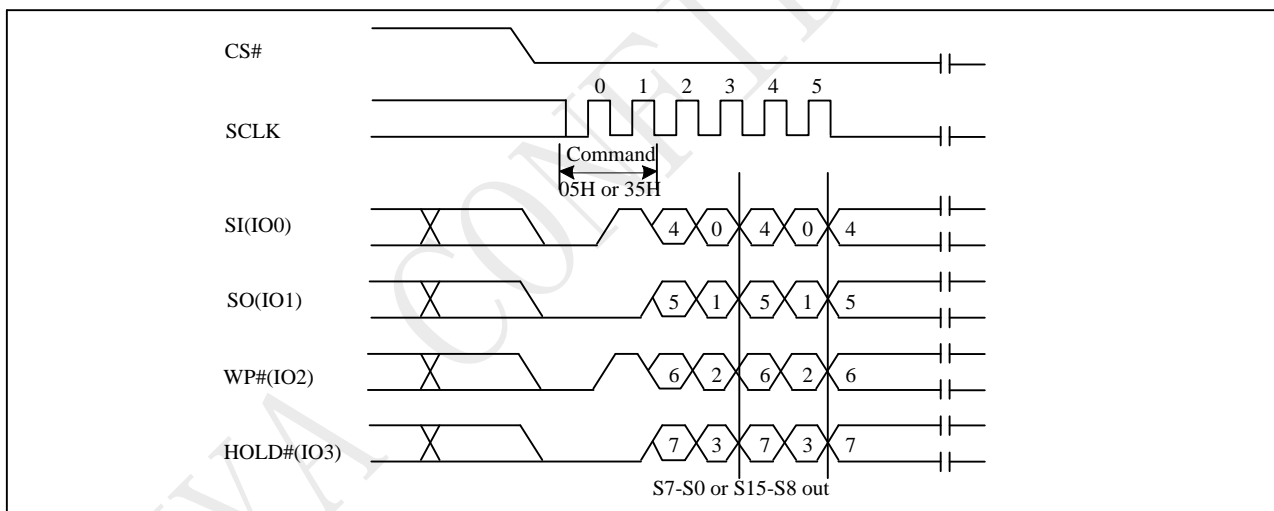 CS#
0 1 2 3 4 5
SCLK
Command
05H or 35H
SI(IO0) 4 0 4 0 4
SO(IO1) 5 1 5 1 5
WP#(IO2) 6 2 6 2 6
HOLD#(IO3) 7 3 7 3 7
S7-S0 or S15-S8 out